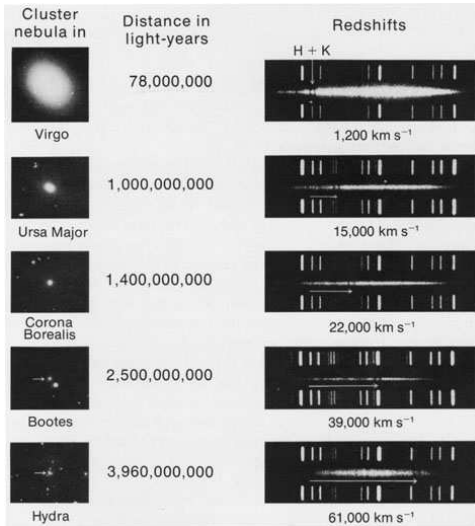 Cluster
nebula in
Distance in
light-years
Redshifts
H + K
78,000,000
Virgo
1,200 km s⁻¹
1,000,000,000
Ursa Major
15,000 km s⁻¹
1,400,000,000
Corona
Borealis
22,000 km s⁻¹
2,500,000,000
Bootes
39,000 km s⁻¹
3,960,000,000
Hydra
61,000 km s⁻¹